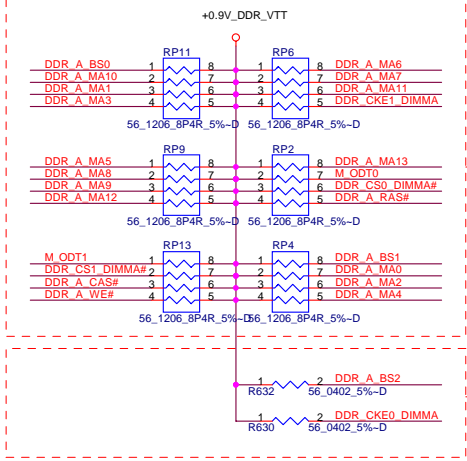 +0.9V_DDR_VTT
RP11 RP6
DDR_A_BS0 1 8 1 8 DDR_A_MA6
DDR_A_MA10 2 7 2 7 DDR_A_MA7
DDR_A_MA1 3 6 3 6 DDR_A_MA11
DDR_A_MA3 4 5 4 5 DDR_CKE1_DIMMA
56_1206_8P4R_5%~D 56_1206_8P4R_5%~D
RP9 RP2
DDR_A_MA5 1 8 1 8 DDR_A_MA13
DDR_A_MA8 2 7 2 7 M_ODT0
DDR_A_MA9 3 6 3 6 DDR_CS0_DIMMA#
DDR_A_MA12 4 5 4 5 DDR_A_RAS#
56_1206_8P4R_5%~D 56_1206_8P4R_5%~D
RP13 RP4
M_ODT1 1 8 1 8 DDR_A_BS1
DDR_CS1_DIMMA# 2 7 2 7 DDR_A_MA0
DDR_A_CAS# 3 6 3 6 DDR_A_MA2
DDR_A_WE# 4 5 4 5 DDR_A_MA4
56_1206_8P4R_5%~D 56_1206_8P4R_5%~D
1 2 DDR_A_BS2
R632 56_0402_5%~D
1 2 DDR_CKE0_DIMMA
R630 56_0402_5%~D